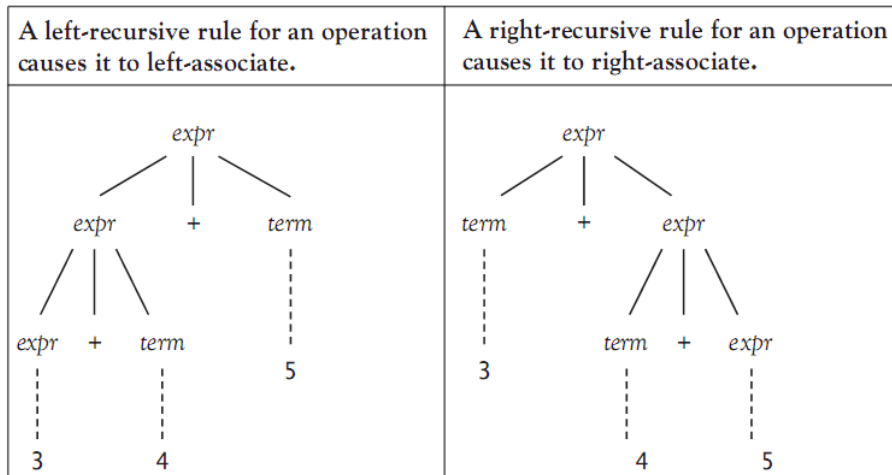 A left-recursive rule for an operation
causes it to left-associate.
expr
expr + term
expr + term
5
3 4
A right-recursive rule for an operation
causes it to right-associate.
expr
term + expr
term + expr
3
4 5